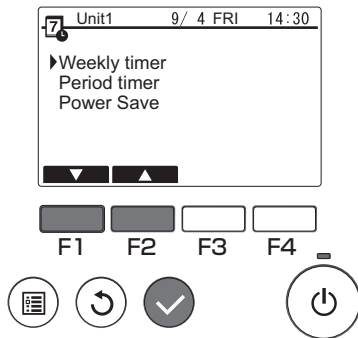 7 Unit1 9/ 4 FRI 14:30
Weekly timer
Period timer
Power Save
F1 F2 F3 F4